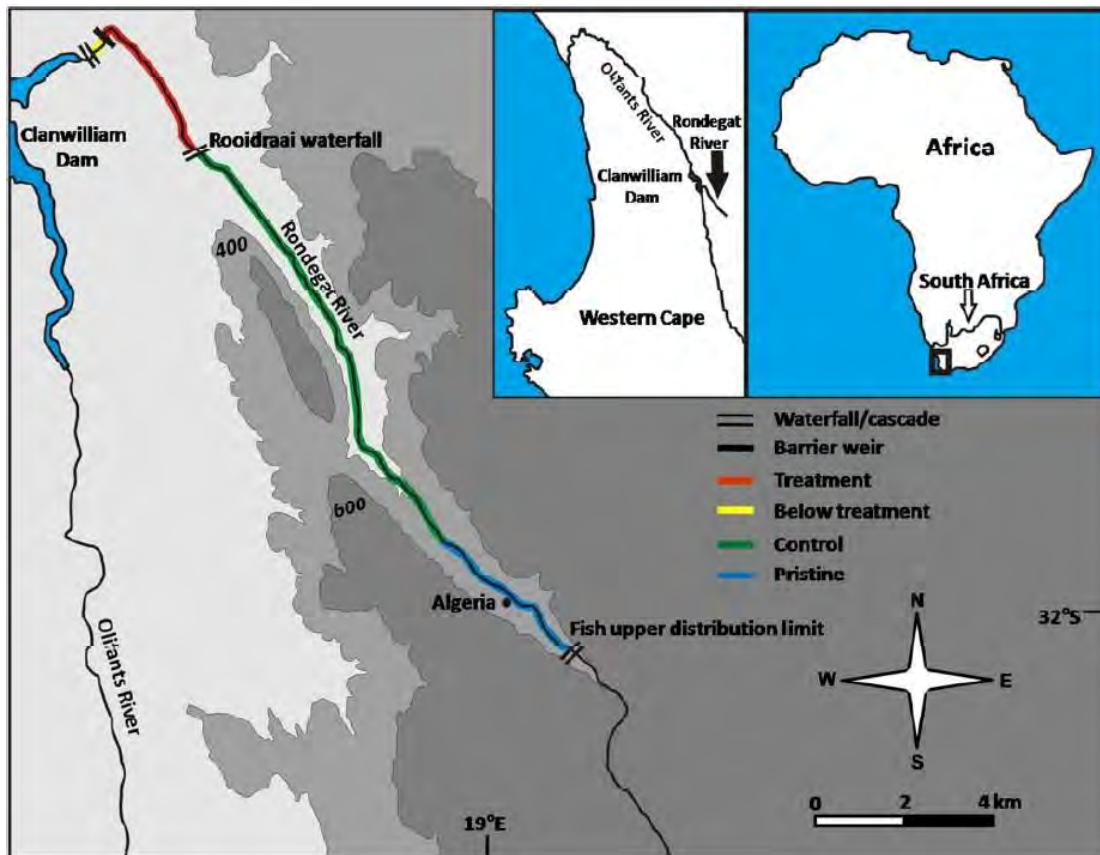 Clanwilliam
Dam
Rooidraai waterfall
400
Rondegat River
600
Algeria
Fish upper distribution limit
Olifants River
19°E
Olifants River
Rondegat
River
Clanwilliam
Dam
Western Cape
Africa
South Africa
Waterfall/cascade
Barrier weir
Treatment
Below treatment
Control
Pristine
32°S
N
W
E
S
0 2 4 km